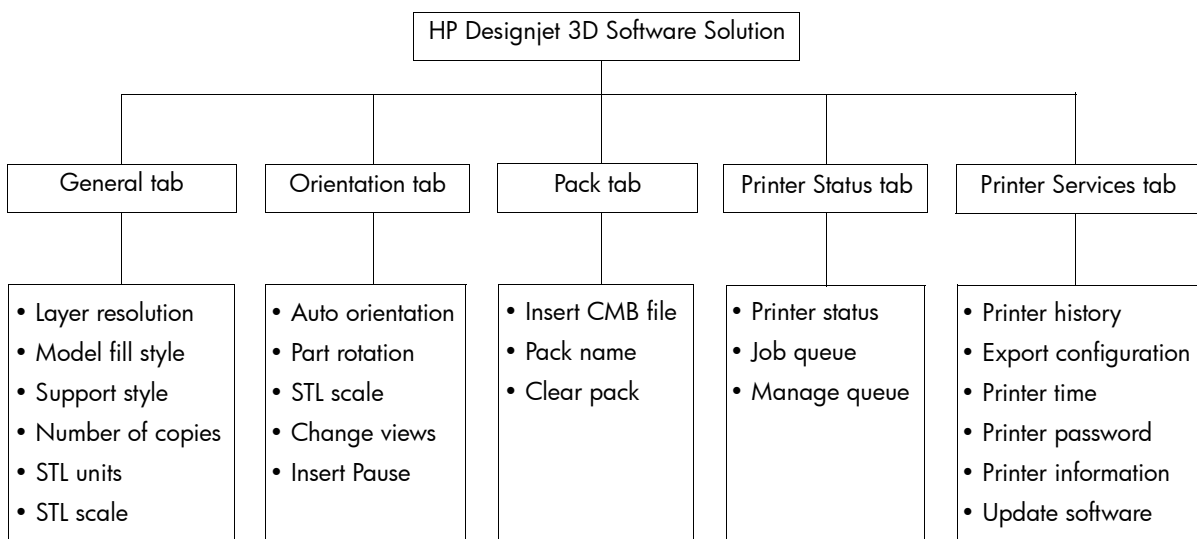 HP Designjet 3D Software Solution
General tab
Orientation tab
Pack tab
Printer Status tab
Printer Services tab
• Layer resolution
• Model fill style
• Support style
• Number of copies
• STL units
• STL scale
• Auto orientation
• Part rotation
• STL scale
• Change views
• Insert Pause
• Insert CMB file
• Pack name
• Clear pack
• Printer status
• Job queue
• Manage queue
• Printer history
• Export configuration
• Printer time
• Printer password
• Printer information
• Update software